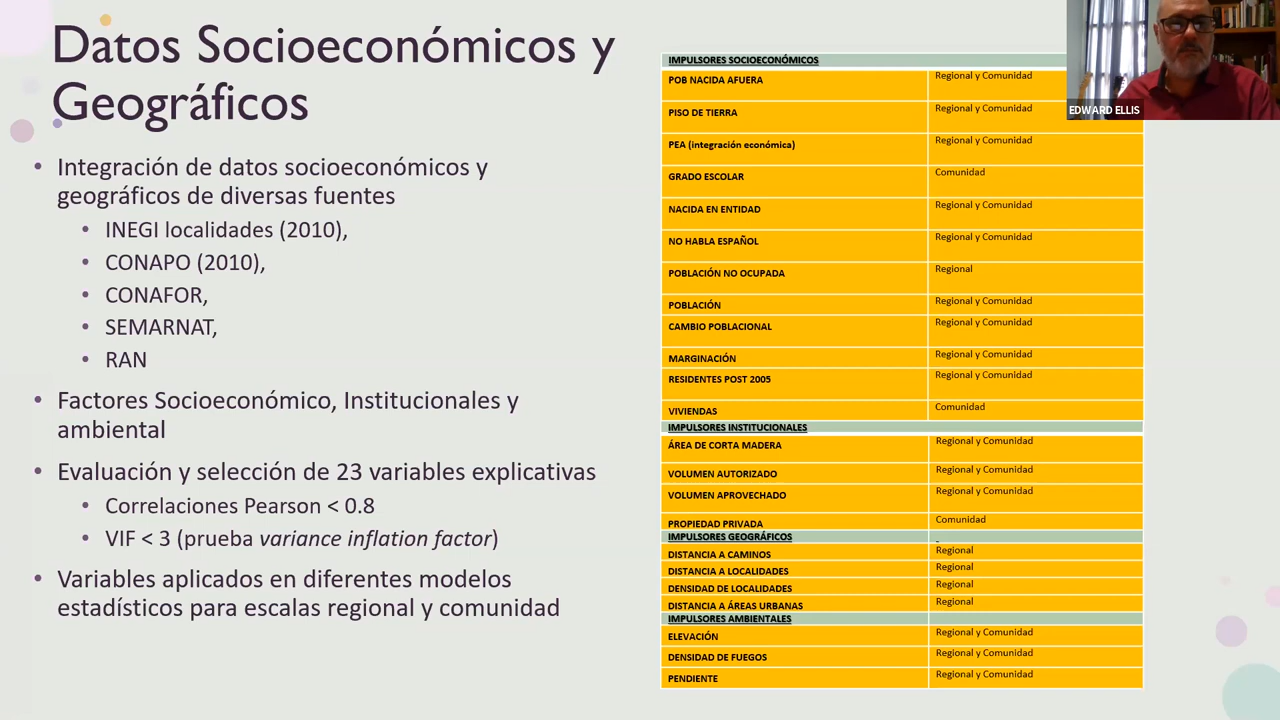 Datos Socioeconómicos y
Geográficos
• Integración de datos socioeconómicos y
geográficos de diversas fuentes
• INEGI localidades (2010),
• CONAPO (2010),
• CONAFOR,
• SEMARNAT,
• RAN
• Factores Socioeconómico, Institucionales y
ambiental
• Evaluación y selección de 23 variables explicativas
• Correlaciones Pearson < 0.8
• VIF < 3 (prueba variance inflation factor)
• Variables aplicados en diferentes modelos
estadísticos para escalas regional y comunidad
IMPULSORES SOCIOECONÓMICOS
POB NACIDA AFUERA Regional y Comunidad
PISO DE TIERRA Regional y Comunidad
PEA (integración económica) Regional y Comunidad
GRADO ESCOLAR Comunidad
NACIDA EN ENTIDAD Regional y Comunidad
NO HABLA ESPAÑOL Regional y Comunidad
POBLACIÓN NO OCUPADA Regional
POBLACIÓN Regional y Comunidad
CAMBIO POBLACIONAL Regional y Comunidad
MARGINACIÓN Regional y Comunidad
RESIDENTES POST 2005 Regional y Comunidad
VIVIENDAS Comunidad
IMPULSORES INSTITUCIONALES
ÁREA DE CORTA MADERA Regional y Comunidad
VOLUMEN AUTORIZADO Regional y Comunidad
VOLUMEN APROVECHADO Regional y Comunidad
PROPIEDAD PRIVADA Comunidad
IMPULSORES GEOGRÁFICOS
DISTANCIA A CAMINOS Regional
DISTANCIA A LOCALIDADES Regional
DENSIDAD DE LOCALIDADES Regional
DISTANCIA A ÁREAS URBANAS Regional
IMPULSORES AMBIENTALES
ELEVACIÓN Regional y Comunidad
DENSIDAD DE FUEGOS Regional y Comunidad
PENDIENTE Regional y Comunidad
EDWARD ELLIS